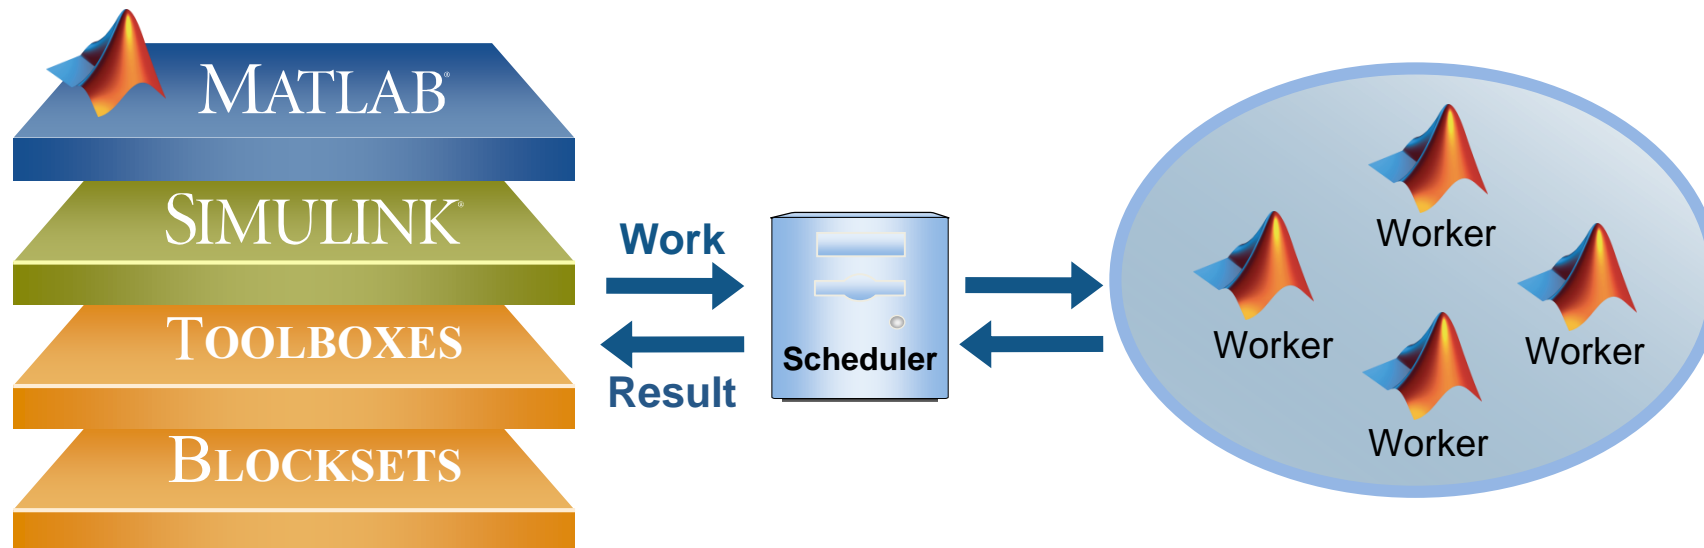 MATLAB®
SIMULINK®
TOOLBOXES
BLOCKSETS
Work
Result
Scheduler
Worker
Worker
Worker
Worker